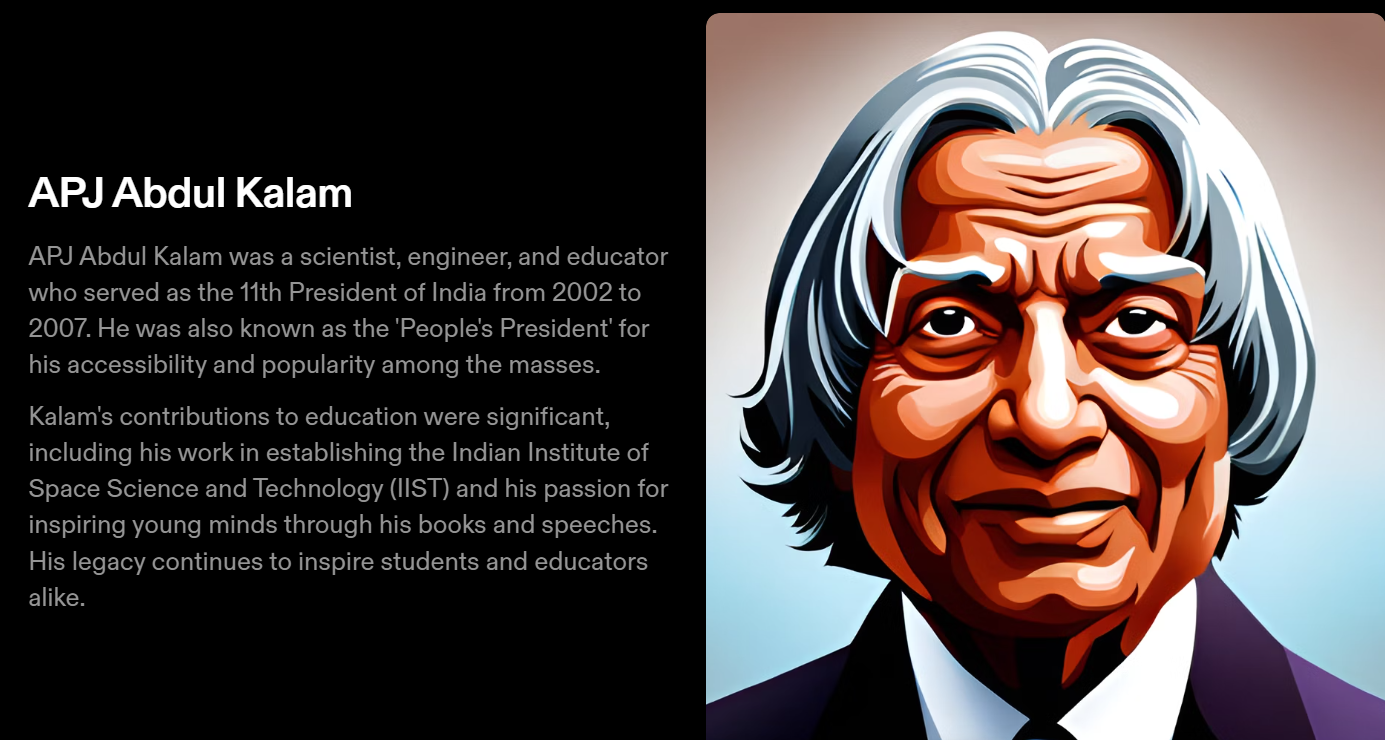 APJ Abdul Kalam
APJ Abdul Kalam was a scientist, engineer, and educator
who served as the 11th President of India from 2002 to
2007. He was also known as the 'People's President' for
his accessibility and popularity among the masses.
Kalam's contributions to education were significant,
including his work in establishing the Indian Institute of
Space Science and Technology (IIST) and his passion for
inspiring young minds through his books and speeches.
His legacy continues to inspire students and educators
alike.